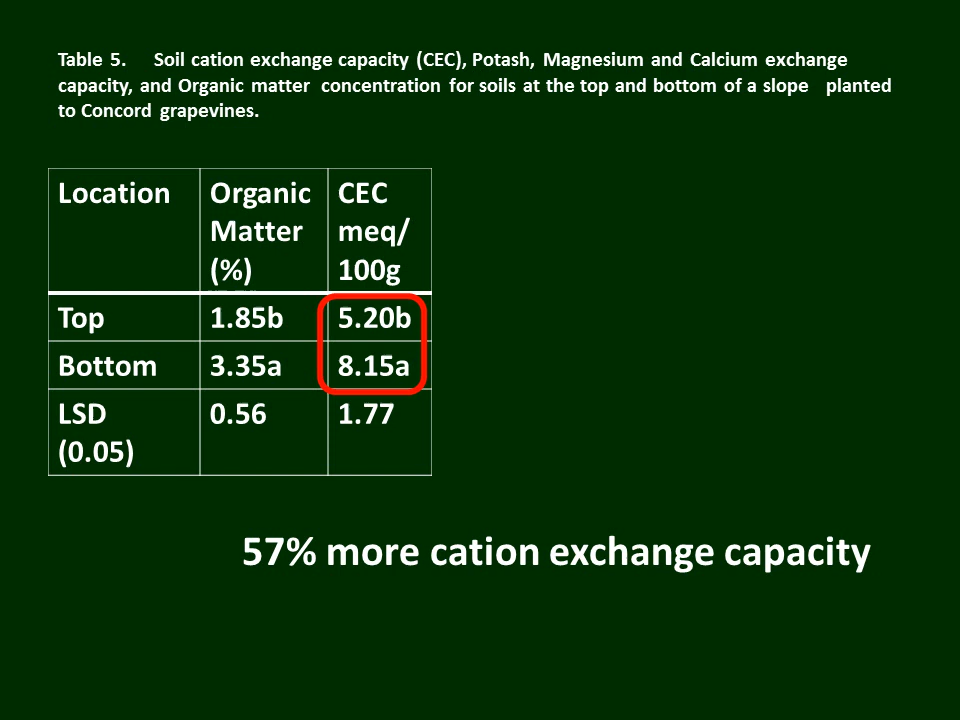 Table 5. Soil cation exchange capacity (CEC), Potash, Magnesium and Calcium exchange
capacity, and Organic matter concentration for soils at the top and bottom of a slope planted
to Concord grapevines.
Location Organic Matter (%) CEC meq/ 100g
Top 1.85b 5.20b
Bottom 3.35a 8.15a
LSD (0.05) 0.56 1.77
57% more cation exchange capacity